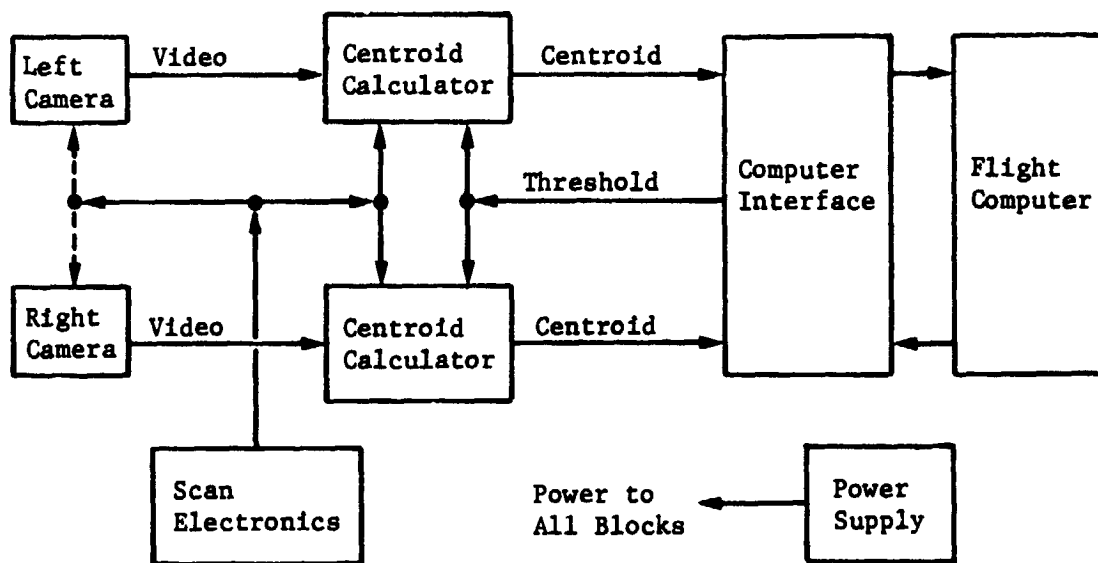 Left
Camera
Video
Centroid
Calculator
Centroid
Computer
Interface
Flight
Computer
Threshold
Right
Camera
Video
Centroid
Calculator
Centroid
Scan
Electronics
Power to
All Blocks
Power
Supply